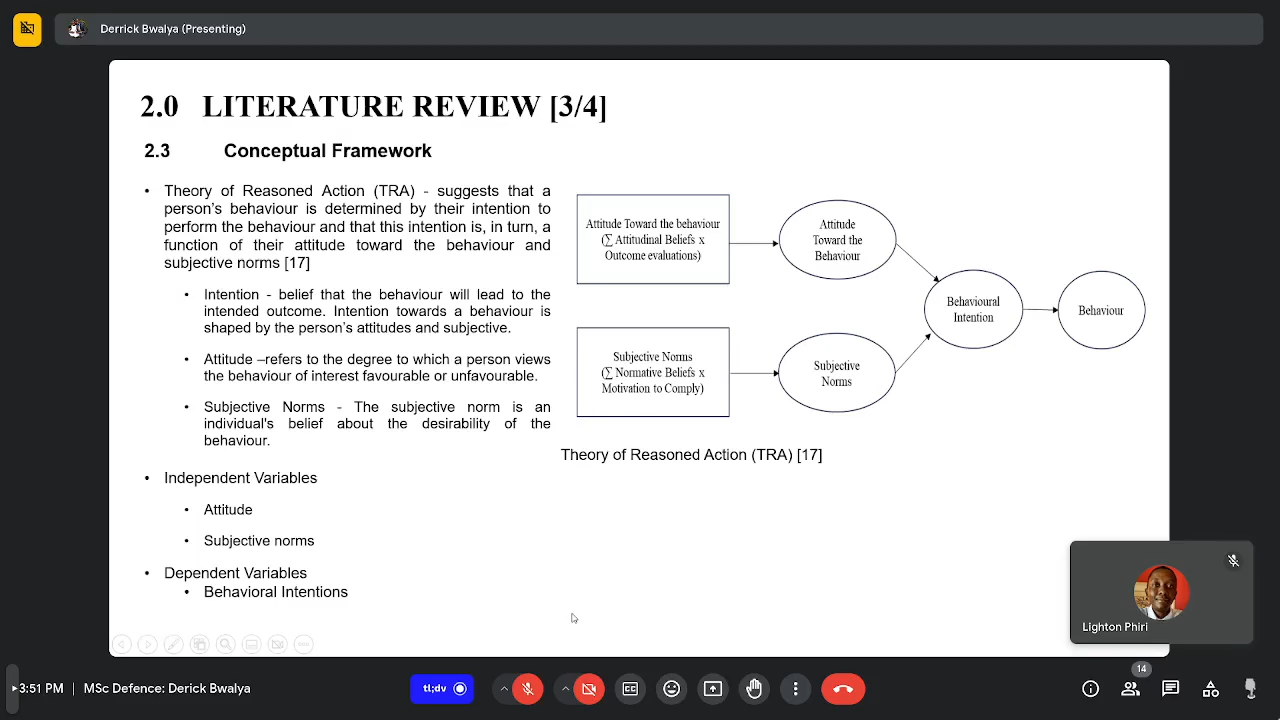 Derrick Bwalya (Presenting)
2.0 LITERATURE REVIEW [3/4]
2.3 Conceptual Framework
• Theory of Reasoned Action (TRA) - suggests that a
person's behaviour is determined by their intention to
perform the behaviour and that this intention is, in turn, a
function of their attitude toward the behaviour and
subjective norms [17]
• Intention - belief that the behaviour will lead to the
intended outcome. Intention towards a behaviour is
shaped by the person's attitudes and subjective.
• Attitude –refers to the degree to which a person views
the behaviour of interest favourable or unfavourable.
• Subjective Norms - The subjective norm is an
individual's belief about the desirability of the
behaviour.
• Independent Variables
• Attitude
• Subjective norms
• Dependent Variables
• Behavioral Intentions
Attitude Toward the behaviour
(∑ Attitudinal Beliefs x
Outcome evaluations)
Attitude
Toward the
Behaviour
Subjective Norms
(∑ Normative Beliefs x
Motivation to Comply)
Subjective
Norms
Behavioural
Intention
Behaviour
Theory of Reasoned Action (TRA) [17]
Lighton Phiri
3:51 PM | MSc Defence: Derick Bwalya
tl;dv
CC
14